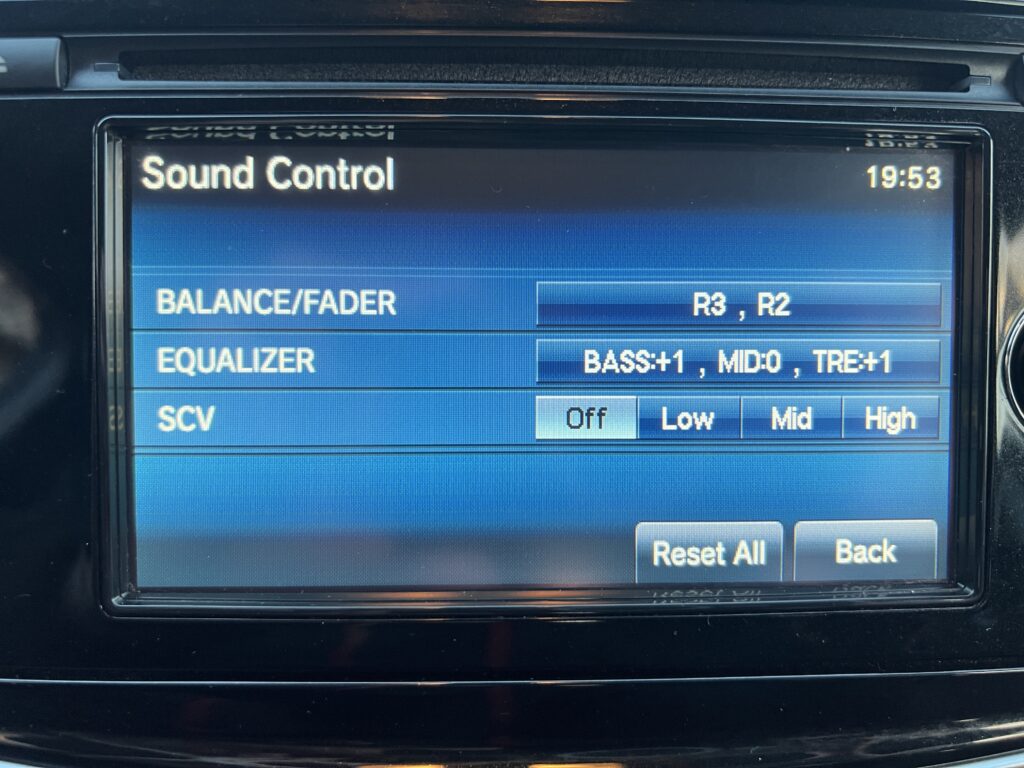 Sound Control
19:53
BALANCE/FADER
R3 , R2
EQUALIZER
BASS:+1 , MID:0 , TRE:+1
SCV
Off Low Mid High
Reset All
Back